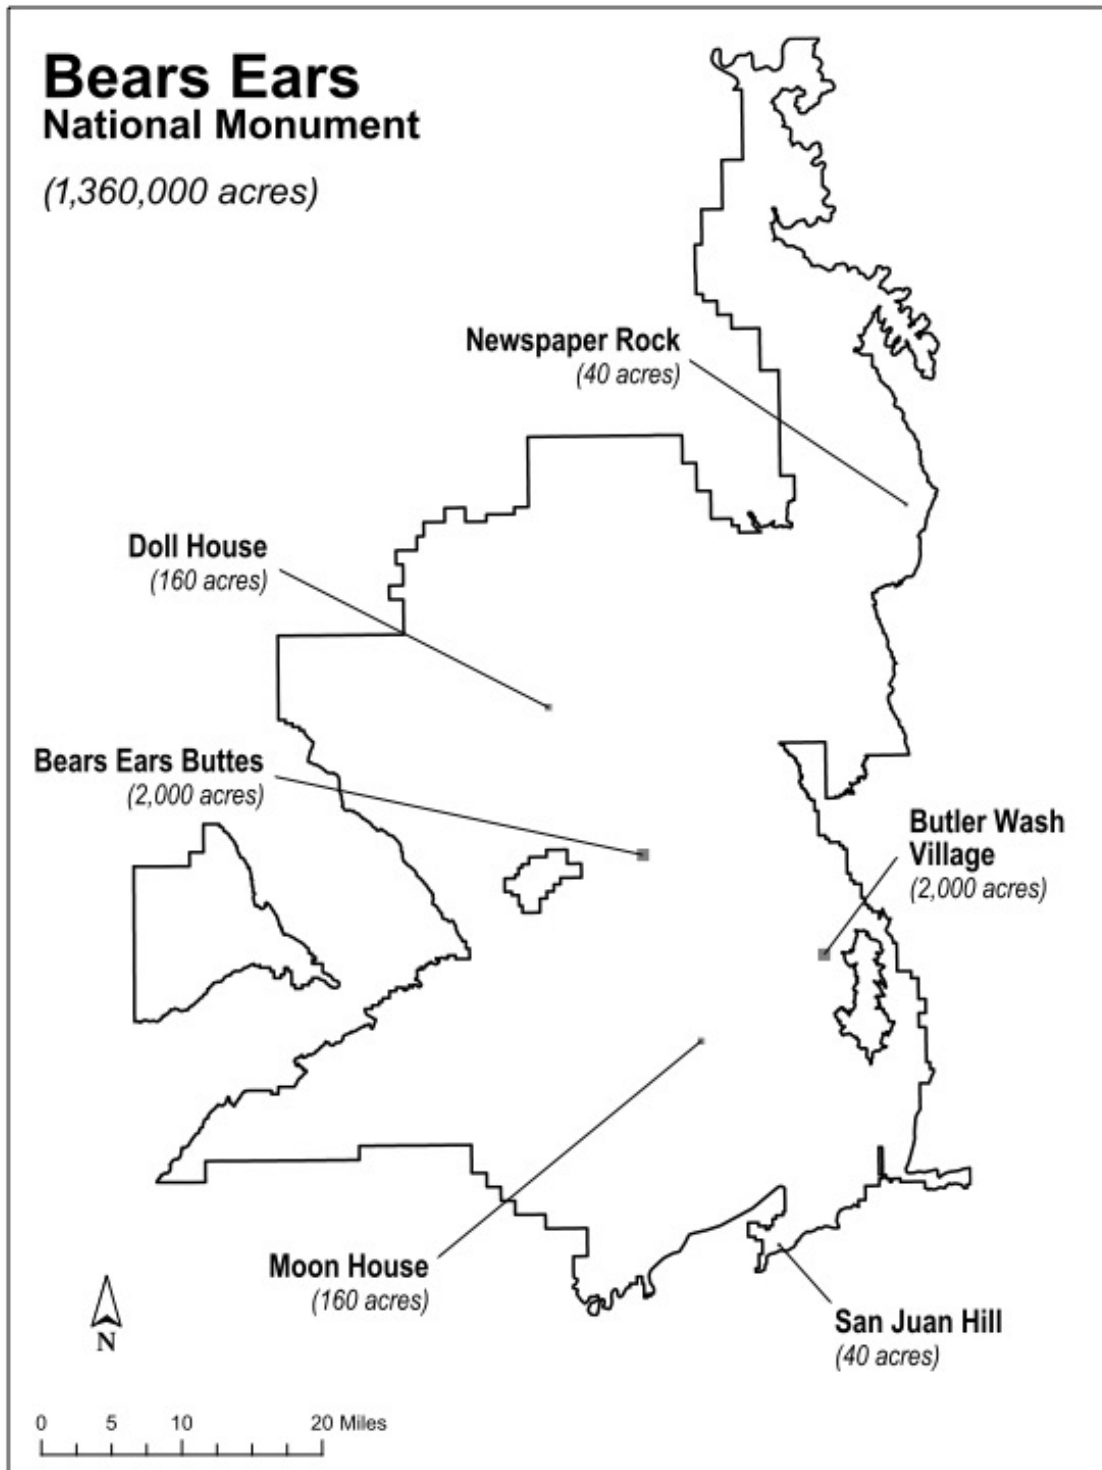 Bears Ears
National Monument
(1,360,000 acres)
Newspaper Rock
(40 acres)
Doll House
(160 acres)
Bears Ears Buttes
(2,000 acres)
Butler Wash
Village
(2,000 acres)
Moon House
(160 acres)
San Juan Hill
(40 acres)
N
0 5 10 20 Miles